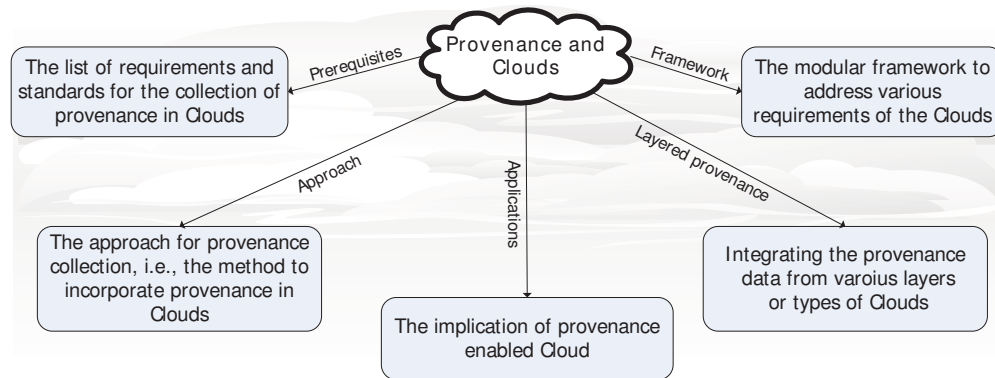 Provenance and
Clouds
Prerequisites
Framework
The list of requirements and
standards for the collection of
provenance in Clouds
The modular framework to
address various
requirements of the Clouds
Approach
Applications
Layered provenance
The approach for provenance
collection, i.e., the method to
incorporate provenance in
Clouds
The implication of provenance
enabled Cloud
Integrating the provenance
data from varoius layers
or types of Clouds